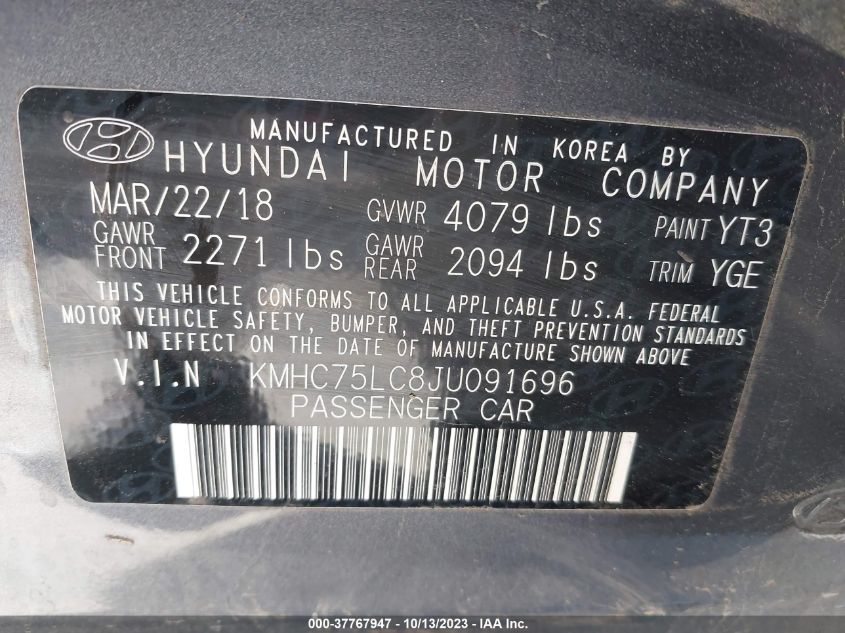 MANUFACTURED IN KOREA BY
HYUNDAI MOTOR COMPANY
MAR/22/18 GVWR 4079 lbs PAINT YT3
GAWR FRONT 2271 lbs GAWR REAR 2094 lbs TRIM YGE
THIS VEHICLE CONFORMS TO ALL APPLICABLE U.S.A. FEDERAL
MOTOR VEHICLE SAFETY, BUMPER, AND THEFT PREVENTION STANDARDS
IN EFFECT ON THE DATE OF MANUFACTURE SHOWN ABOVE
V.I.N KMHC75LC8JU091696
PASSENGER CAR
000-37767947 - 10/13/2023 - IAA Inc.